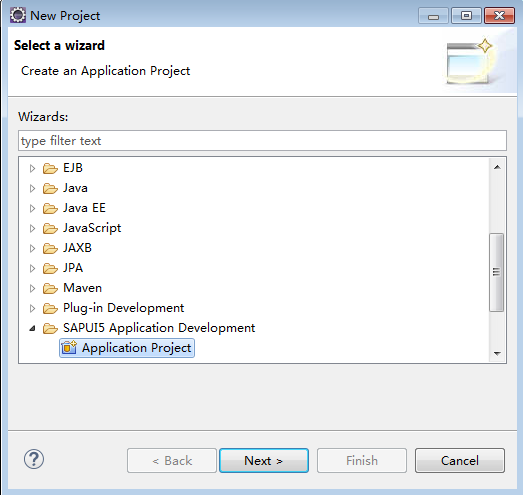 New Project
Select a wizard
Create an Application Project
Wizards:
type filter text
EJB
Java
Java EE
JavaScript
JAXB
JPA
Maven
Plug-in Development
SAPUI5 Application Development
Application Project
?
< Back Next > Finish Cancel